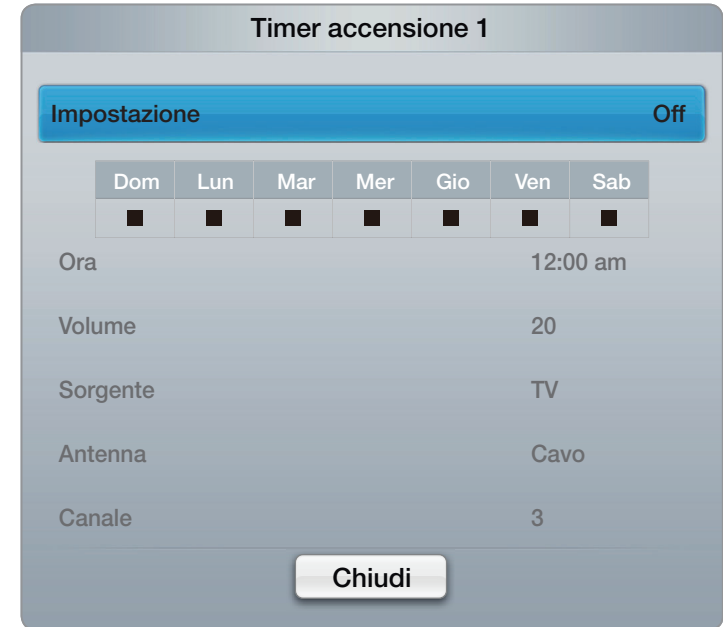 Timer accensione 1
Impostazione Off
Dom Lun Mar Mer Gio Ven Sab
Ora 12:00 am
Volume 20
Sorgente TV
Antenna Cavo
Canale 3
Chiudi